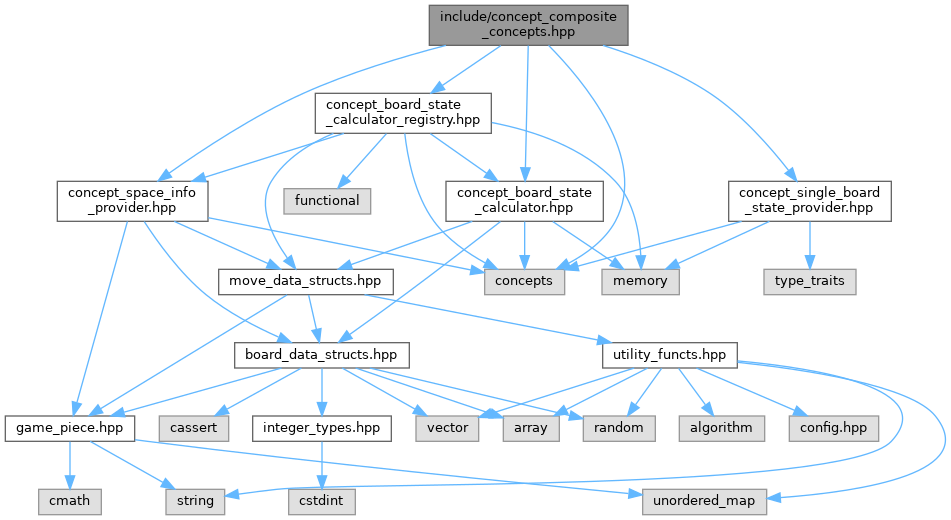 include/concept_composite
_concepts.hpp
concept_board_state
_calculator_registry.hpp
concept_space_info
_provider.hpp
functional
concept_board_state
_calculator.hpp
concept_single_board
_state_provider.hpp
move_data_structs.hpp
concepts
memory
type_traits
board_data_structs.hpp
utility_functs.hpp
game_piece.hpp
cassert
integer_types.hpp
vector
array
random
algorithm
config.hpp
cmath
string
cstdint
unordered_map